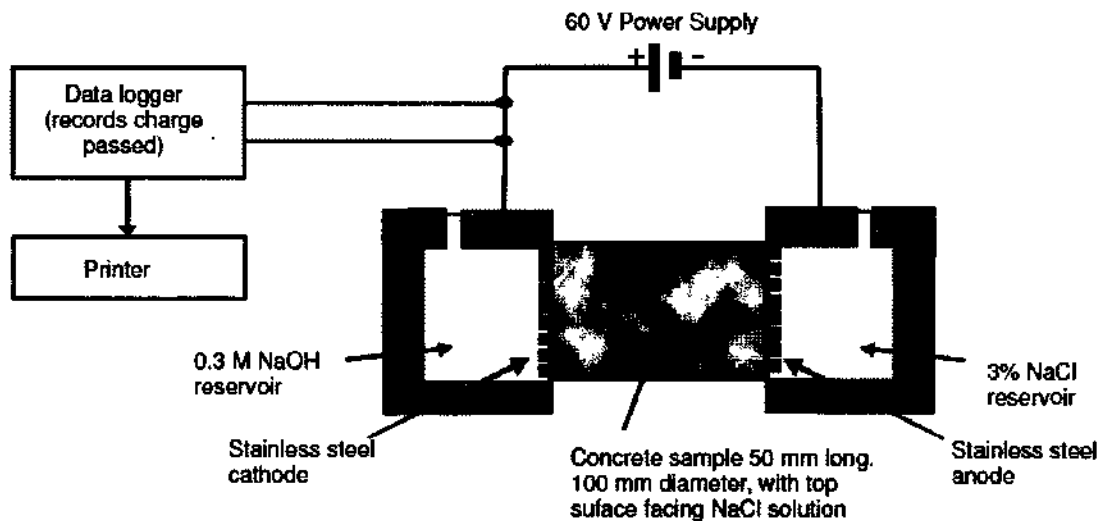 60 V Power Supply
+ −
Data logger
(records charge
passed)
Printer
0.3 M NaOH
reservoir
3% NaCl
reservoir
Stainless steel
cathode
Concrete sample 50 mm long.
100 mm diameter, with top
suface facing NaCl solution
Stainless steel
anode